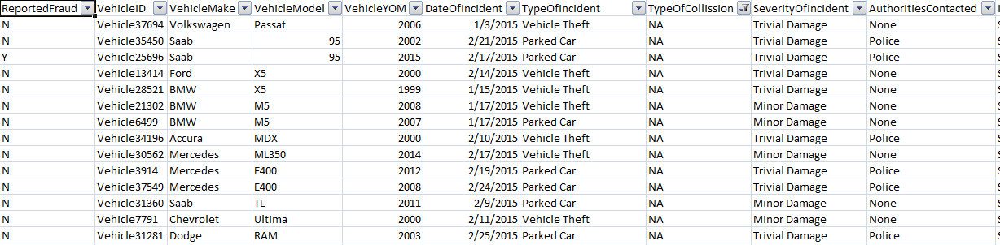 ReportedFraud VehicleID VehicleMake VehicleModel VehicleYOM DateOfIncident TypeOfIncident TypeOfCollission SeverityOfIncident AuthoritiesContacted
N Vehicle37694 Volkswagen Passat 2006 1/3/2015 Vehicle Theft NA Trivial Damage None
N Vehicle35450 Saab 95 2002 2/21/2015 Parked Car NA Trivial Damage Police
Y Vehicle25696 Saab 95 2015 2/17/2015 Parked Car NA Trivial Damage Police
N Vehicle13414 Ford X5 2000 2/14/2015 Vehicle Theft NA Trivial Damage None
N Vehicle28521 BMW X5 1999 1/15/2015 Vehicle Theft NA Trivial Damage None
N Vehicle21302 BMW M5 2008 1/17/2015 Vehicle Theft NA Minor Damage None
N Vehicle6499 BMW M5 2007 1/17/2015 Parked Car NA Minor Damage None
N Vehicle34196 Accura MDX 2000 2/10/2015 Vehicle Theft NA Trivial Damage Police
N Vehicle30562 Mercedes ML350 2014 2/17/2015 Vehicle Theft NA Minor Damage None
N Vehicle3914 Mercedes E400 2012 2/19/2015 Parked Car NA Trivial Damage Police
N Vehicle37549 Mercedes E400 2008 2/24/2015 Parked Car NA Trivial Damage Police
N Vehicle31360 Saab TL 2011 2/9/2015 Parked Car NA Minor Damage None
N Vehicle7791 Chevrolet Ultima 2000 2/11/2015 Vehicle Theft NA Minor Damage None
N Vehicle31281 Dodge RAM 2003 2/25/2015 Parked Car NA Trivial Damage Police